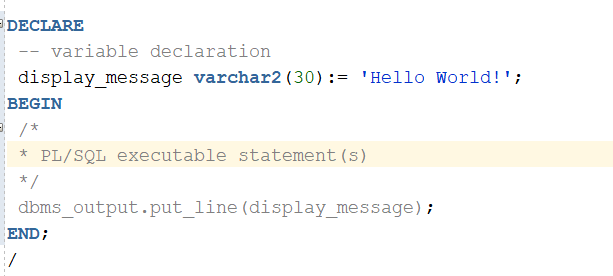 DECLARE
-- variable declaration
display_message varchar2(30):= 'Hello World!';
BEGIN
/*
* PL/SQL executable statement(s)
*/
dbms_output.put_line(display_message);
END;
/